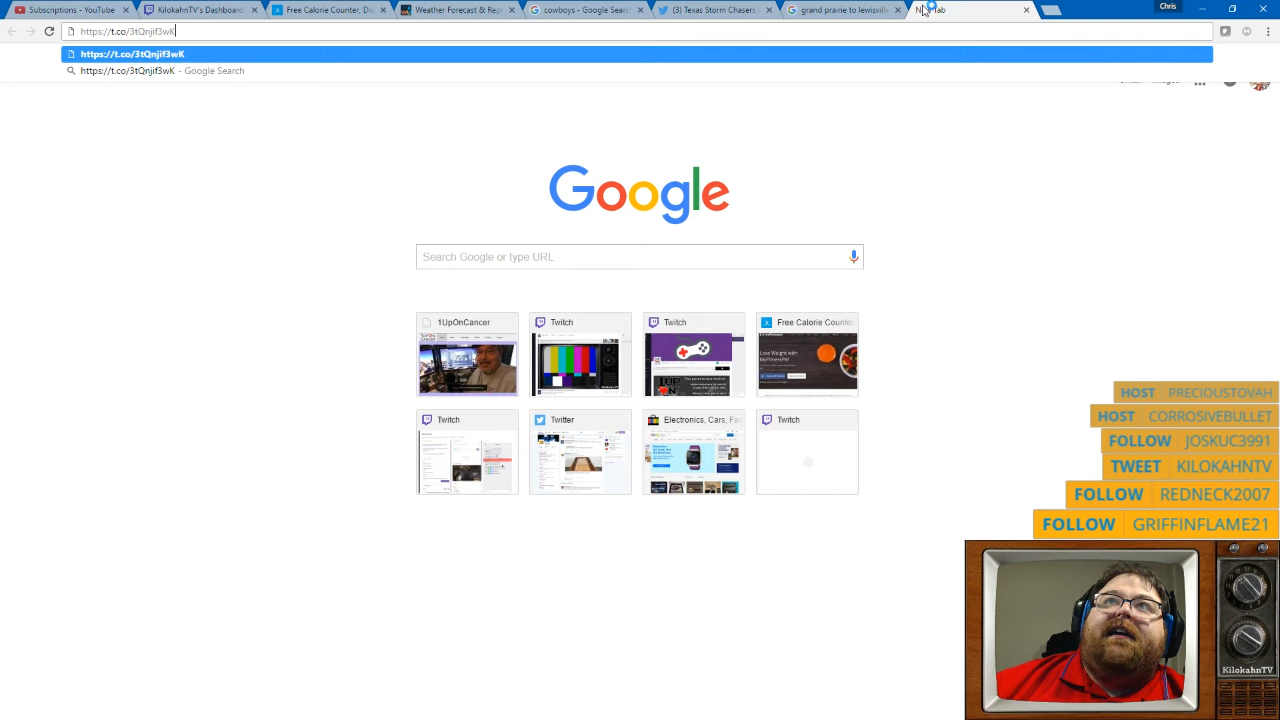 Subscriptions - YouTube
KilokahnTV's Dashboard
Free Calorie Counter, Die
Weather Forecast & Repo
cowboys - Google Search
(3) Texas Storm Chasers
grand prairie to lewisville
Chris
https://t.co/3tQnjif3wK
https://t.co/3tQnjif3wK
https://t.co/3tQnjif3wK - Google Search
Google
Search Google or type URL
1UpOnCancer
Twitch
Twitch
Free Calorie Counter
Twitch
Twitter
Electronics, Cars, Fas
Twitch
HOST PRECIOUSTOVAH
HOST CORROSIVEBULLET
FOLLOW JOSKUC3991
TWEET KILOKAHNTV
FOLLOW REDNECK2007
FOLLOW GRIFFINFLAME21
KilokahnTV